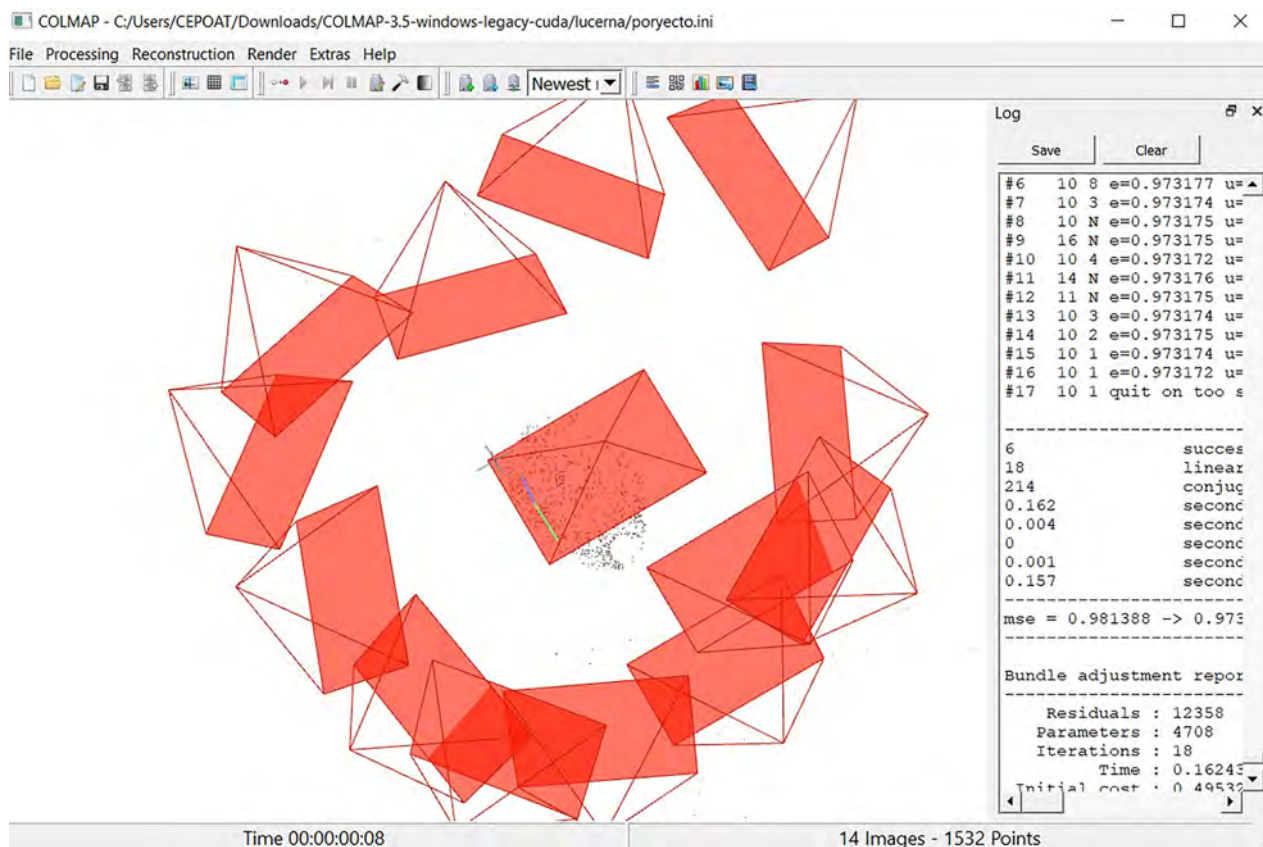 COLMAP - C:/Users/CEPOAT/Downloads/COLMAP-3.5-windows-legacy-cuda/lucerna/poryecto.ini
File Processing Reconstruction Render Extras Help
Newest
Log
Save Clear
#6 10 8 e=0.973177 u=
#7 10 3 e=0.973174 u=
#8 10 N e=0.973175 u=
#9 16 N e=0.973175 u=
#10 10 4 e=0.973172 u=
#11 14 N e=0.973176 u=
#12 11 N e=0.973175 u=
#13 10 3 e=0.973174 u=
#14 10 2 e=0.973175 u=
#15 10 1 e=0.973174 u=
#16 10 1 e=0.973172 u=
#17 10 1 quit on too s
6 succes
18 linear
214 conjug
0.162 second
0.004 second
0 second
0.001 second
0.157 second
mse = 0.981388 -> 0.973
Bundle adjustment repor
Residuals : 12358
Parameters : 4708
Iterations : 18
Time : 0.16243
Initial cost : 0.49532
Time 00:00:00:08
14 Images - 1532 Points